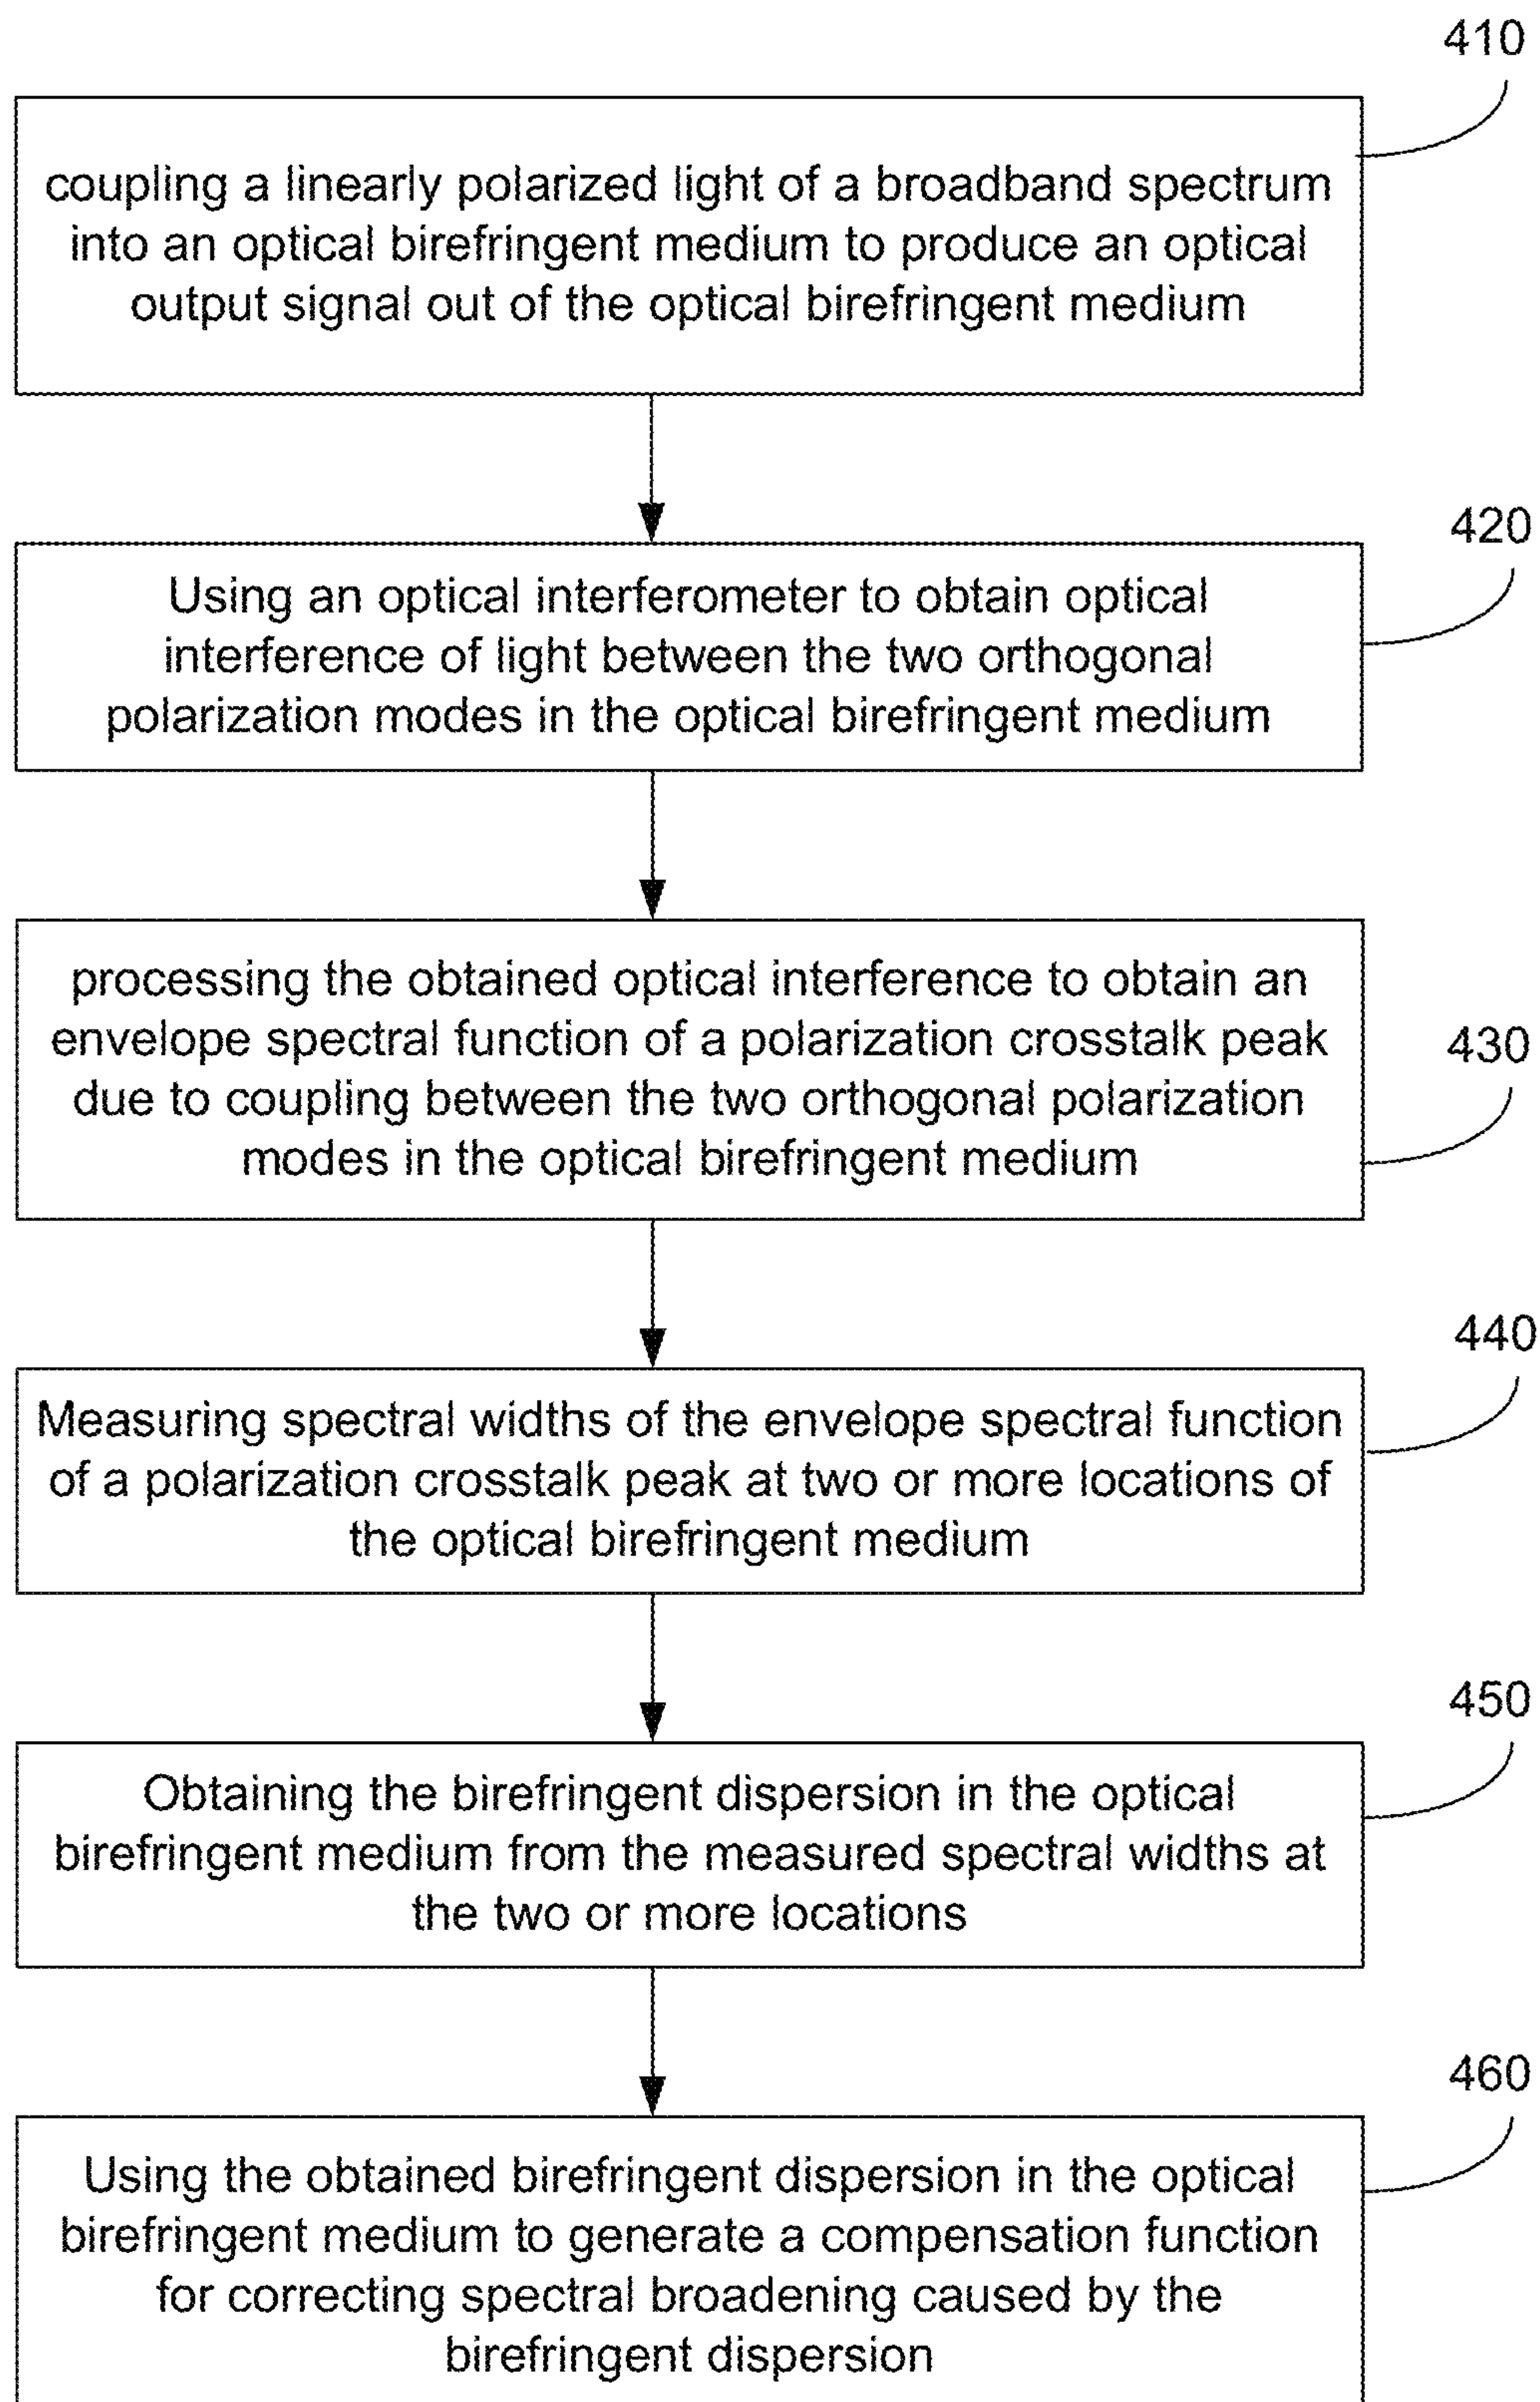 410
coupling a linearly polarized light of a broadband spectrum
into an optical birefringent medium to produce an optical
output signal out of the optical birefringent medium
420
Using an optical interferometer to obtain optical
interference of light between the two orthogonal
polarization modes in the optical birefringent medium
430
processing the obtained optical interference to obtain an
envelope spectral function of a polarization crosstalk peak
due to coupling between the two orthogonal polarization
modes in the optical birefringent medium
440
Measuring spectral widths of the envelope spectral function
of a polarization crosstalk peak at two or more locations of
the optical birefringent medium
450
Obtaining the birefringent dispersion in the optical
birefringent medium from the measured spectral widths at
the two or more locations
460
Using the obtained birefringent dispersion in the optical
birefringent medium to generate a compensation function
for correcting spectral broadening caused by the
birefringent dispersion